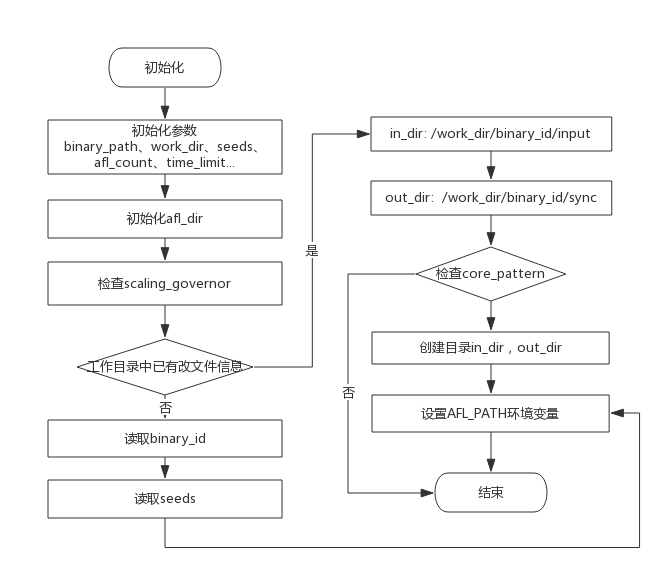 初始化
初始化参数
binary_path、work_dir、seeds、
afl_count、time_limit...
初始化afl_dir
检查scaling_governor
工作目录中已有改文件信息
否
读取binary_id
读取seeds
是
in_dir: /work_dir/binary_id/input
out_dir: /work_dir/binary_id/sync
检查core_pattern
否
创建目录in_dir，out_dir
设置AFL_PATH环境变量
结束